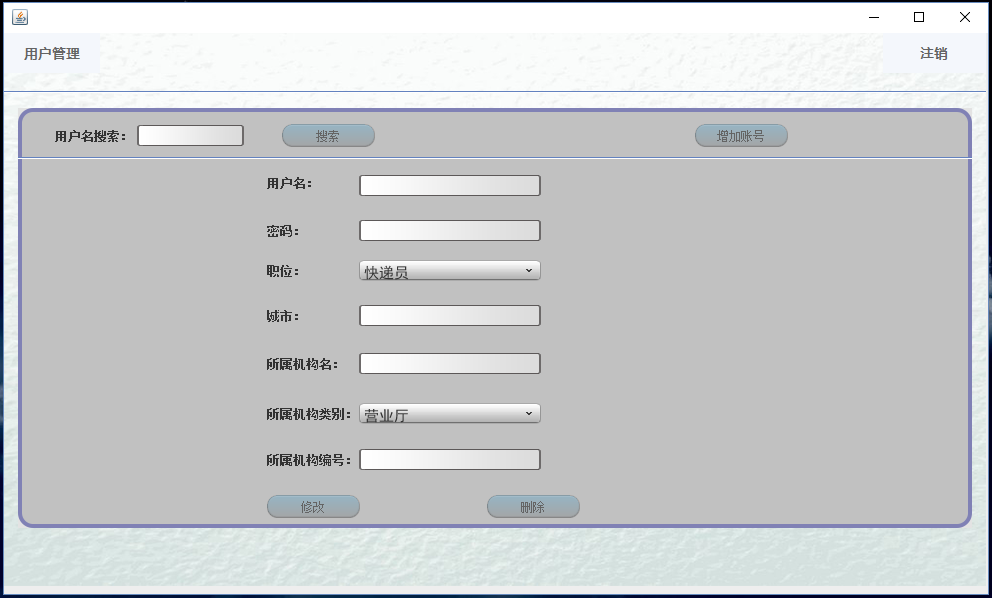 用户管理 注销
用户名搜索: 搜索 增加账号
用户名:
密码:
职位: 快递员
城市:
所属机构名:
所属机构类别: 营业厅
所属机构编号:
修改 删除